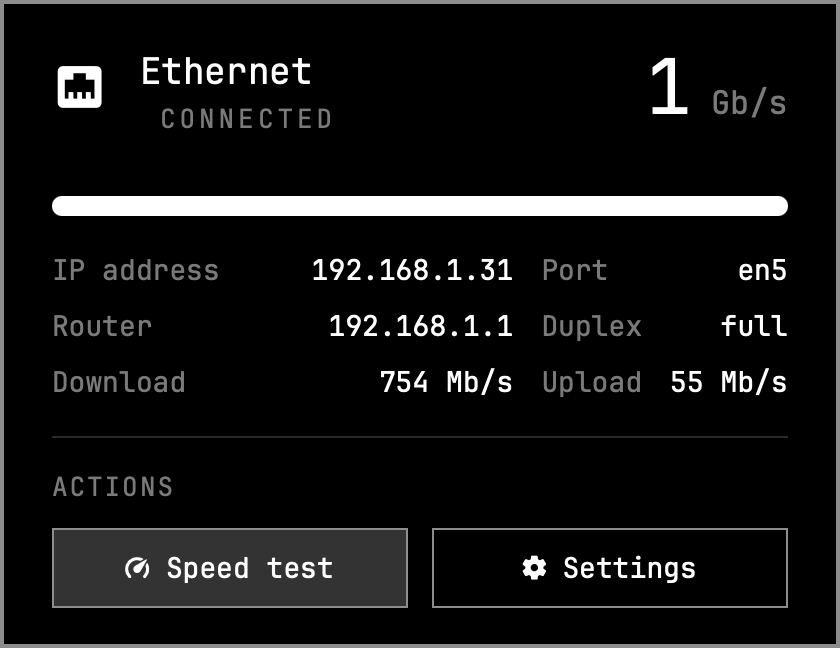 Ethernet
CONNECTED
1 Gb/s
IP address 192.168.1.31 Port en5
Router 192.168.1.1 Duplex full
Download 754 Mb/s Upload 55 Mb/s
ACTIONS
Speed test Settings